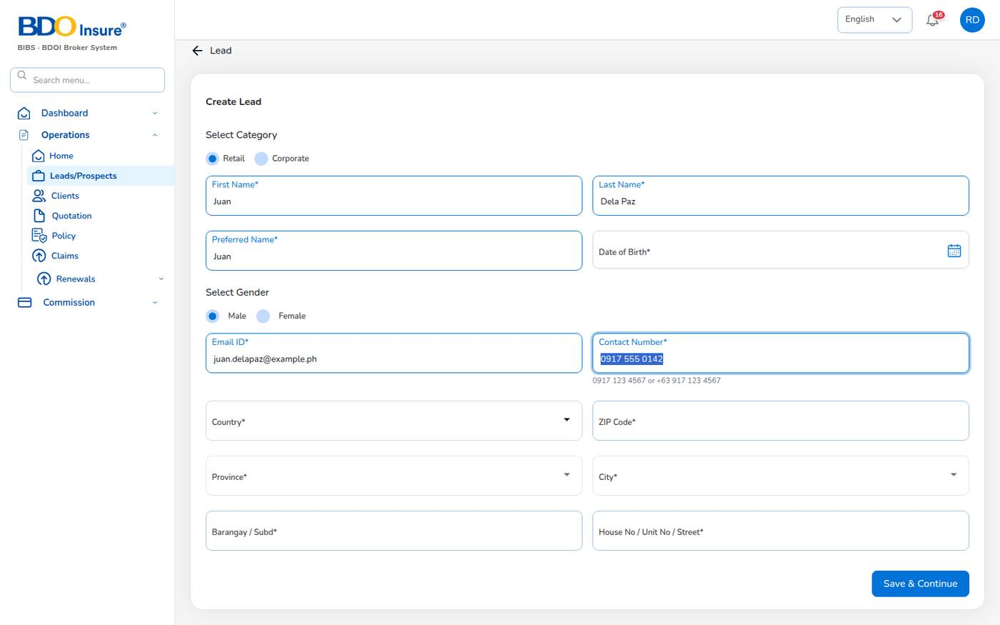 BDO Insure®
BIBS · BDOI Broker System
Search menu...
Dashboard
Operations
Home
Leads/Prospects
Clients
Quotation
Policy
Claims
Renewals
Commission
English
16
RD
Lead
Create Lead
Select Category
Retail Corporate
First Name* Last Name*
Juan Dela Paz
Preferred Name*
Juan
Date of Birth*
Select Gender
Male Female
Email ID* Contact Number*
juan.delapaz@example.ph 0917 555 0142
0917 123 4567 or +63 917 123 4567
Country* ZIP Code*
Province* City*
Barangay / Subd* House No / Unit No / Street*
Save & Continue